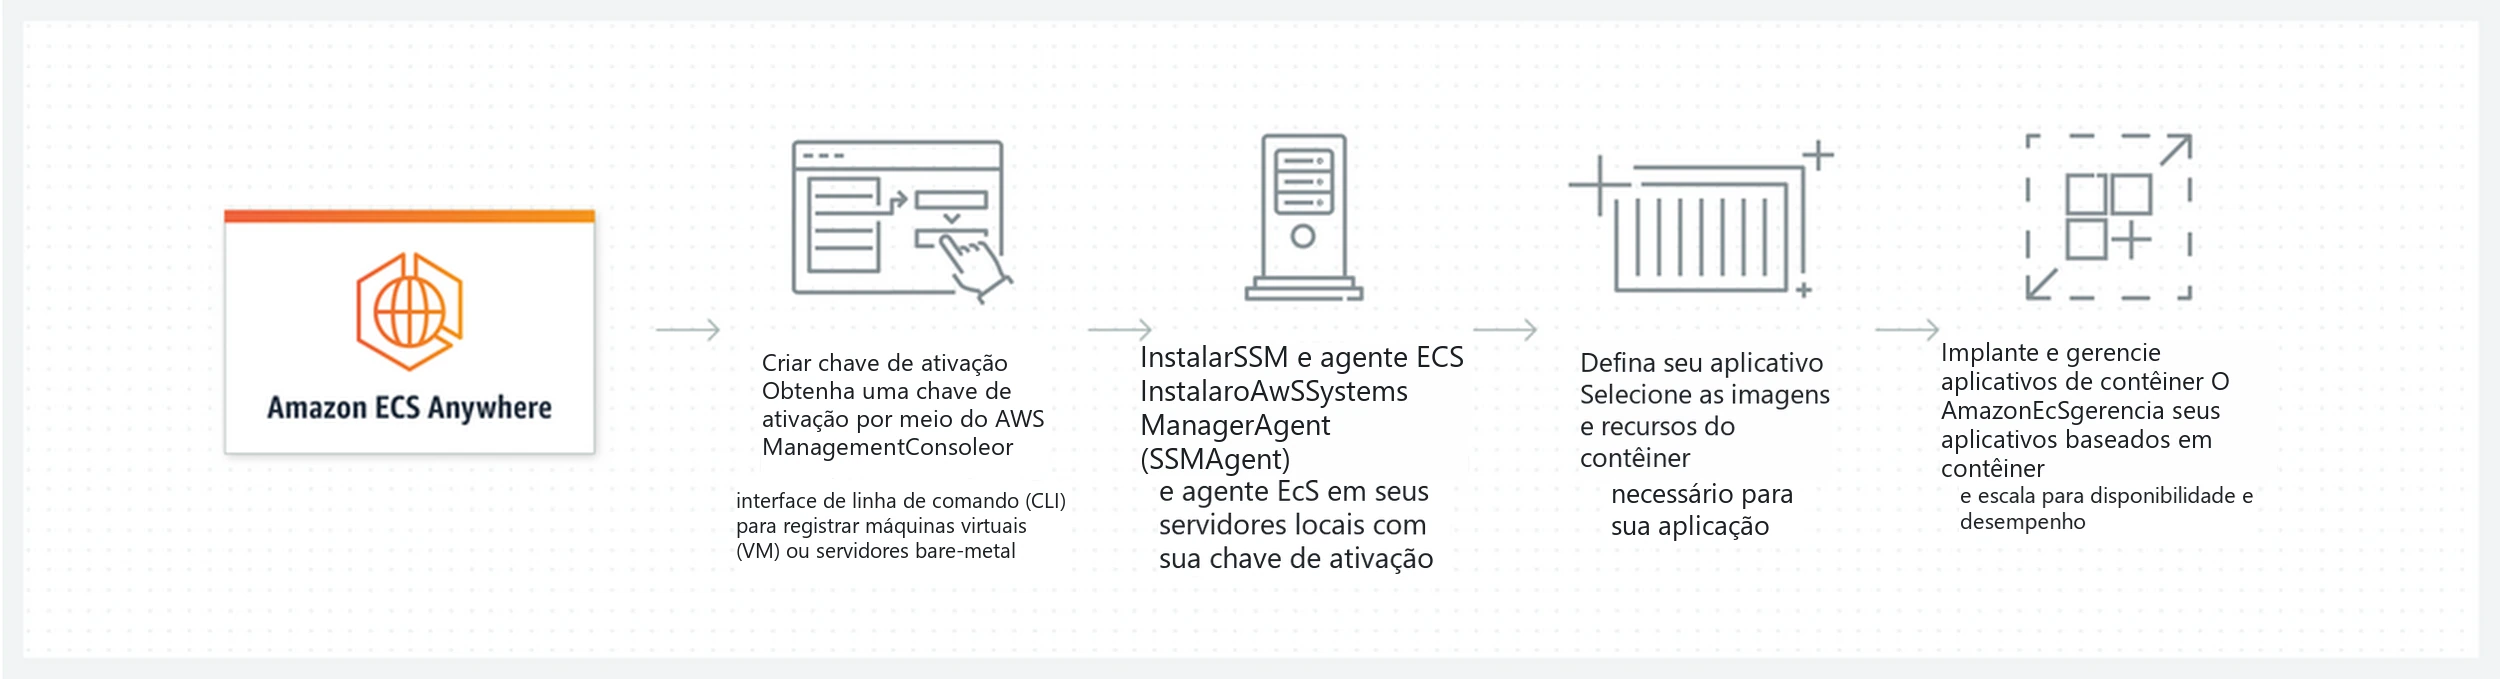 Amazon ECS Anywhere
Criar chave de ativação
Obtenha uma chave de
ativação por meio do AWS
ManagementConsoleor
interface de linha de comando (CLI)
para registrar máquinas virtuais
(VM) ou servidores bare-metal
InstalarSSM e agente ECS
InstalaroAwSSystems
ManagerAgent
(SSMAgent)
e agente EcS em seus
servidores locais com
sua chave de ativação
Defina seu aplicativo
Selecione as imagens
e recursos do
contêiner
necessário para
sua aplicação
Implante e gerencie
aplicativos de contêiner O
AmazonEcSgerencia seus
aplicativos baseados em
contêiner
e escala para disponibilidade e
desempenho